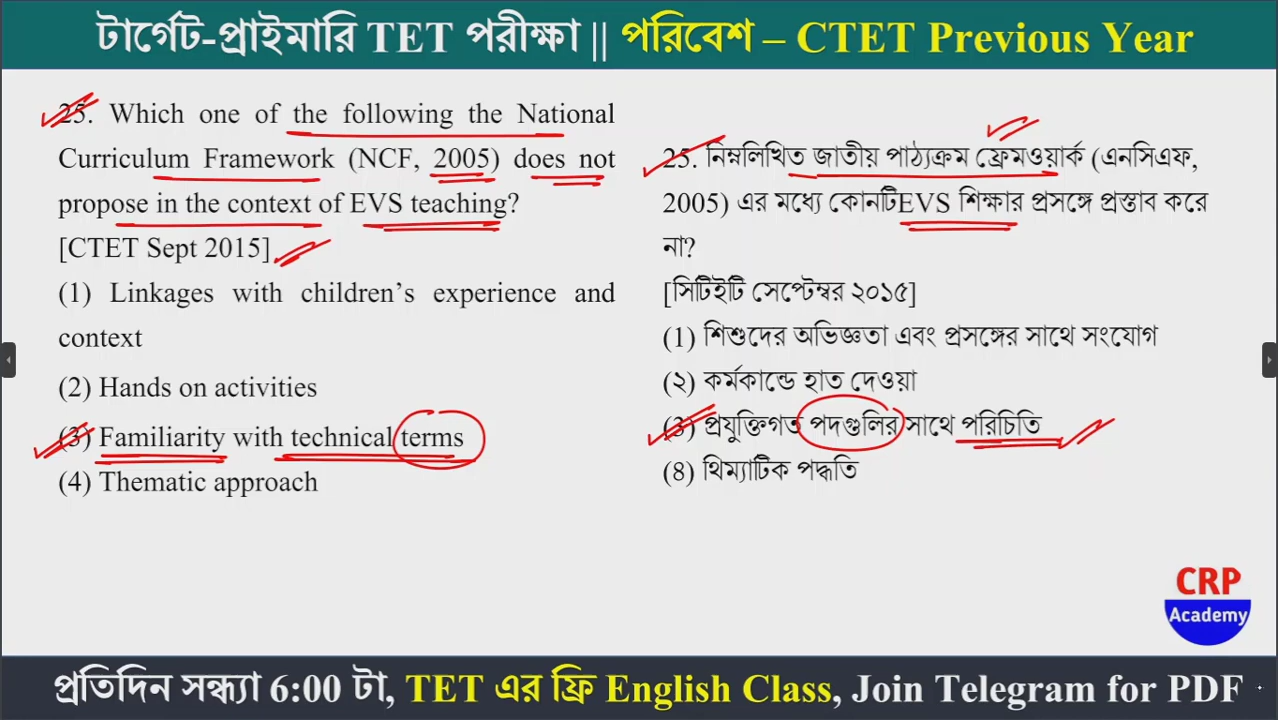 টার্গেট-প্রাইমারি TET পরীক্ষা || পরিবেশ – CTET Previous Year
25. Which one of the following the National
Curriculum Framework (NCF, 2005) does not
propose in the context of EVS teaching?
[CTET Sept 2015]
(1) Linkages with children's experience and
context
(2) Hands on activities
(3) Familiarity with technical terms
(4) Thematic approach
25. নিম্নলিখিত জাতীয় পাঠ্যক্রম ফ্রেমওয়ার্ক (এনসিএফ,
2005) এর মধ্যে কোনটিEVS শিক্ষার প্রসঙ্গে প্রস্তাব করে
না?
[সিটিইটি সেপ্টেম্বর ২০১৫]
(1) শিশুদের অভিজ্ঞতা এবং প্রসঙ্গের সাথে সংযোগ
(২) কর্মকান্ডে হাত দেওয়া
(3) প্রযুক্তিগত পদগুলির সাথে পরিচিতি
(4) থিম্যাটিক পদ্ধতি
CRP
Academy
প্রতিদিন সন্ধ্যা 6:00 টা, TET এর ফ্রি English Class, Join Telegram for PDF